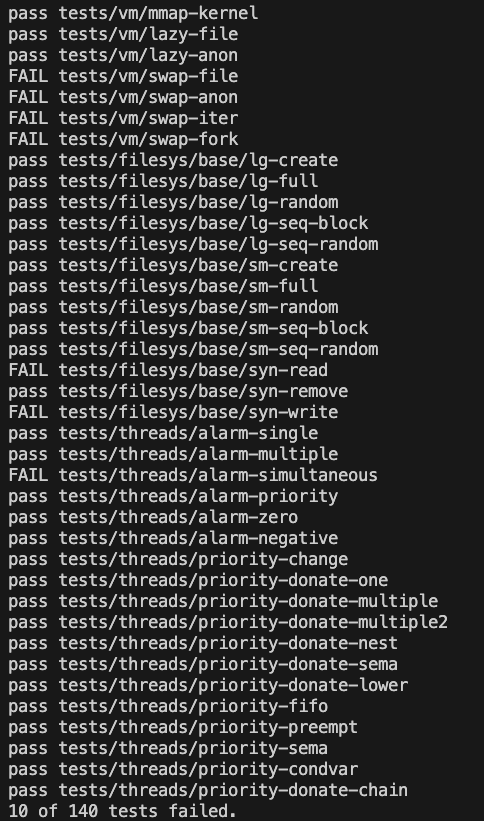 pass tests/vm/mmap-kernel
pass tests/vm/lazy-file
pass tests/vm/lazy-anon
FAIL tests/vm/swap-file
FAIL tests/vm/swap-anon
FAIL tests/vm/swap-iter
FAIL tests/vm/swap-fork
pass tests/filesys/base/lg-create
pass tests/filesys/base/lg-full
pass tests/filesys/base/lg-random
pass tests/filesys/base/lg-seq-block
pass tests/filesys/base/lg-seq-random
pass tests/filesys/base/sm-create
pass tests/filesys/base/sm-full
pass tests/filesys/base/sm-random
pass tests/filesys/base/sm-seq-block
pass tests/filesys/base/sm-seq-random
FAIL tests/filesys/base/syn-read
pass tests/filesys/base/syn-remove
FAIL tests/filesys/base/syn-write
pass tests/threads/alarm-single
pass tests/threads/alarm-multiple
FAIL tests/threads/alarm-simultaneous
pass tests/threads/alarm-priority
pass tests/threads/alarm-zero
pass tests/threads/alarm-negative
pass tests/threads/priority-change
pass tests/threads/priority-donate-one
pass tests/threads/priority-donate-multiple
pass tests/threads/priority-donate-multiple2
pass tests/threads/priority-donate-nest
pass tests/threads/priority-donate-sema
pass tests/threads/priority-donate-lower
pass tests/threads/priority-fifo
pass tests/threads/priority-preempt
pass tests/threads/priority-sema
pass tests/threads/priority-condvar
pass tests/threads/priority-donate-chain
10 of 140 tests failed.